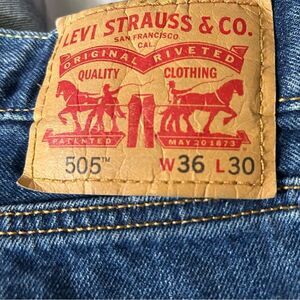 LEVI STRAUSS & CO.
SAN FRANCISCO
CAL.
ORIGINAL RIVETED
QUALITY CLOTHING
PATENTED MAY 20 1873
505™ W36 L30